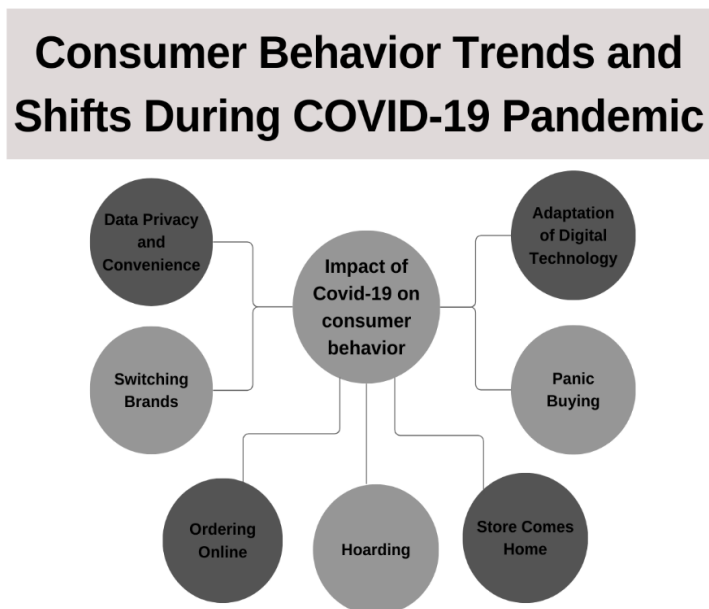 Consumer Behavior Trends and
Shifts During COVID-19 Pandemic
Data Privacy
and
Convenience
Adaptation
of Digital
Technology
Impact of
Covid-19 on
consumer
behavior
Switching
Brands
Panic
Buying
Ordering
Online
Hoarding
Store Comes
Home